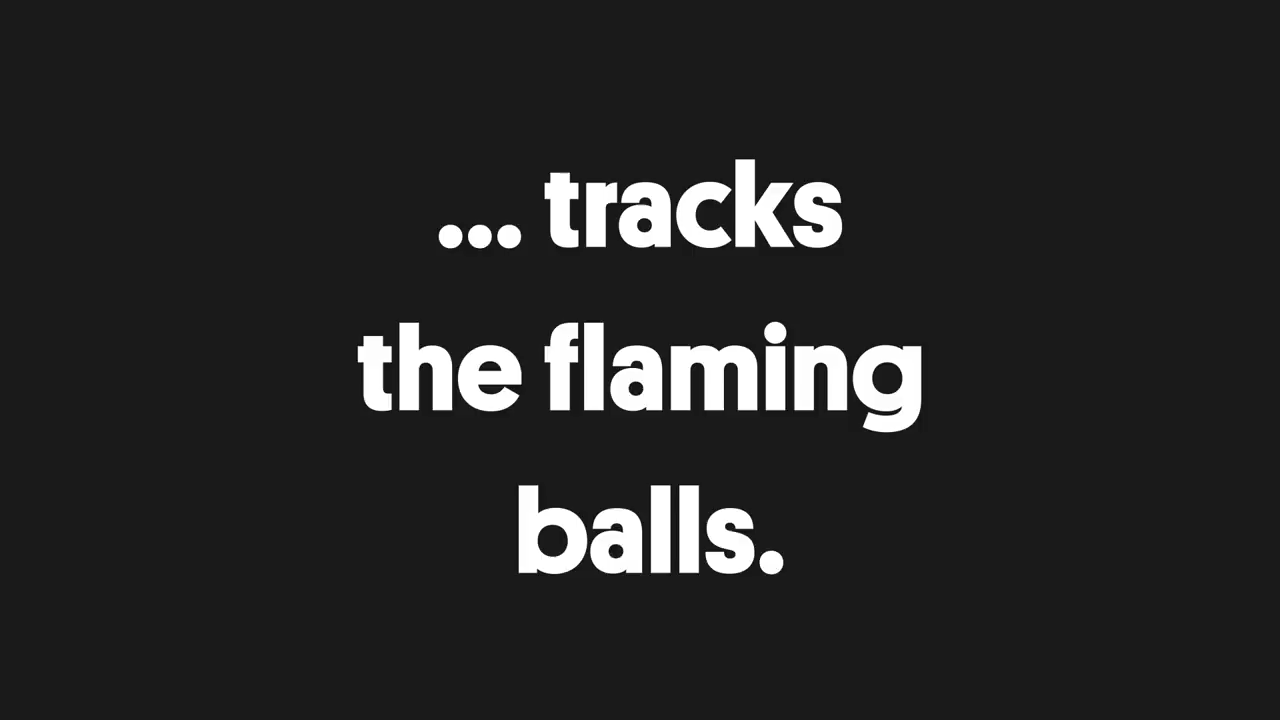 ... tracks
the flaming
balls.